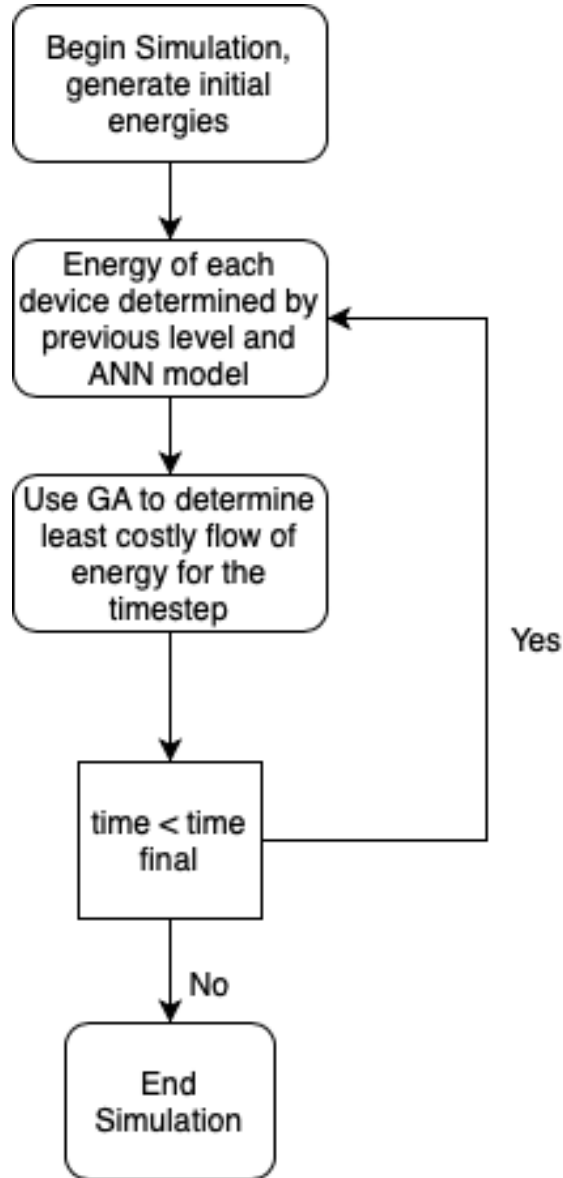 Begin Simulation,
generate initial
energies
Energy of each
device determined by
previous level and
ANN model
Use GA to determine
least costly flow of
energy for the
timestep
Yes
time < time
final
No
End
Simulation